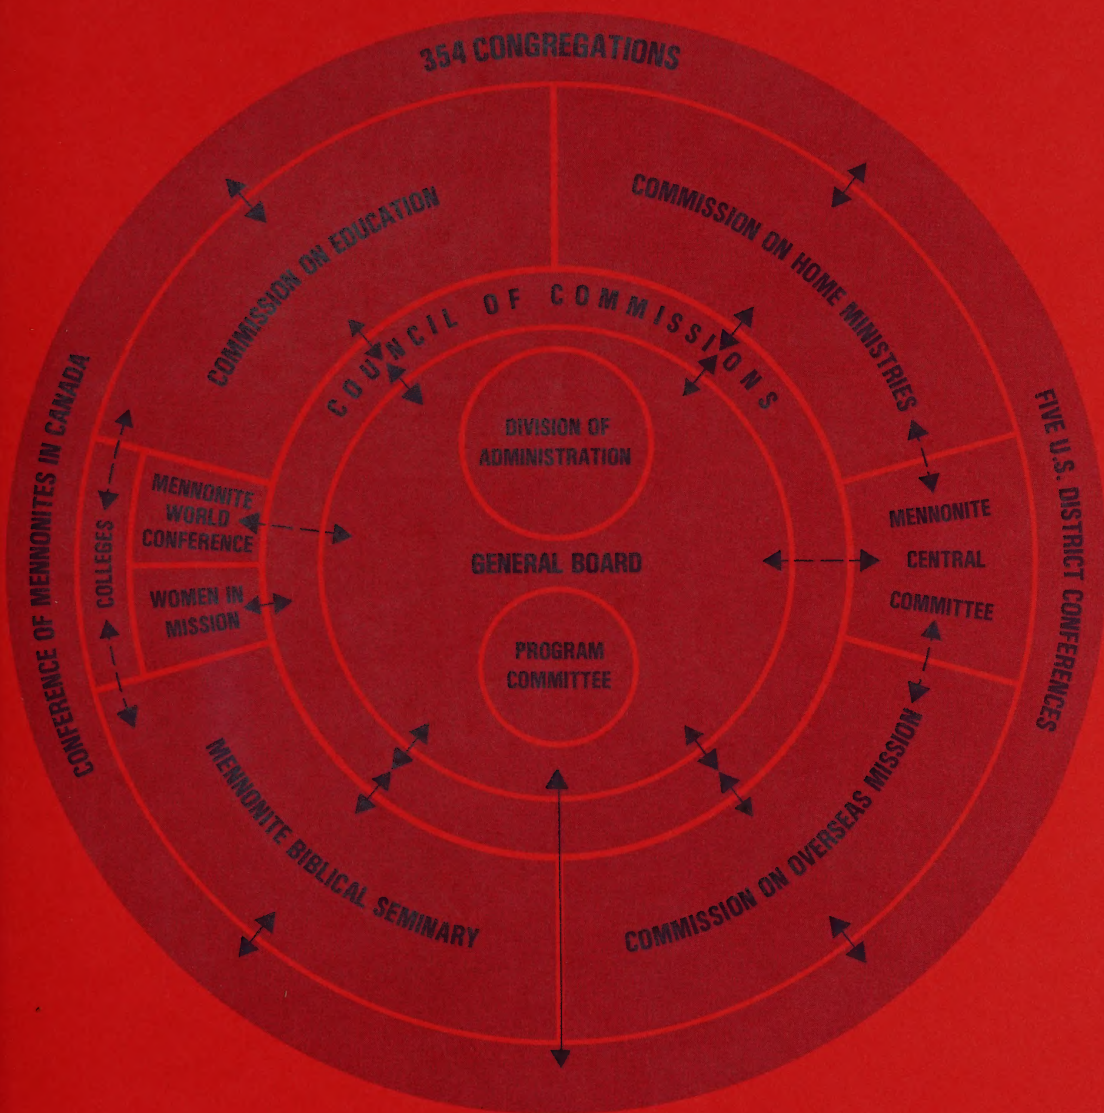 354 CONGREGATIONS
COMMISSION ON EDUCATION
COMMISSION ON HOME MINISTRIES
COUNCIL OF COMMISSIONS
CONFERENCE OF MENNONITES IN CANADA
FIVE U.S. DISTRICT CONFERENCES
DIVISION OF
ADMINISTRATION
MENNONITE
WORLD
CONFERENCE
COLLEGES
WOMEN IN
MISSION
GENERAL BOARD
MENNONITE
CENTRAL
COMMITTEE
PROGRAM
COMMITTEE
MENNONITE BIBLICAL SEMINARY
COMMISSION ON OVERSEAS MISSION